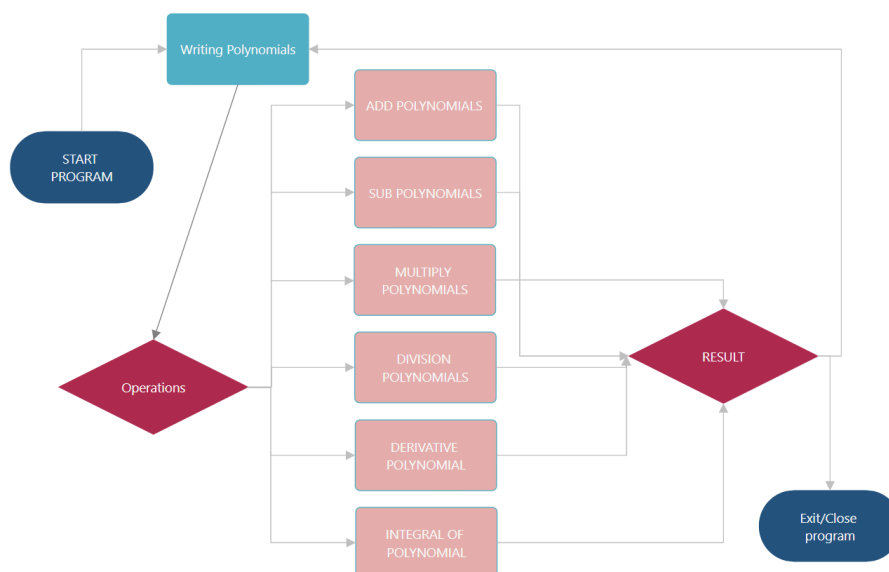 Writing Polynomials
START
PROGRAM
ADD POLYNOMIALS
SUB POLYNOMIALS
MULTIPLY
POLYNOMIALS
DIVISION
POLYNOMIALS
DERIVATIVE
POLYNOMIAL
INTEGRAL OF
POLYNOMIAL
Operations
RESULT
Exit/Close
program